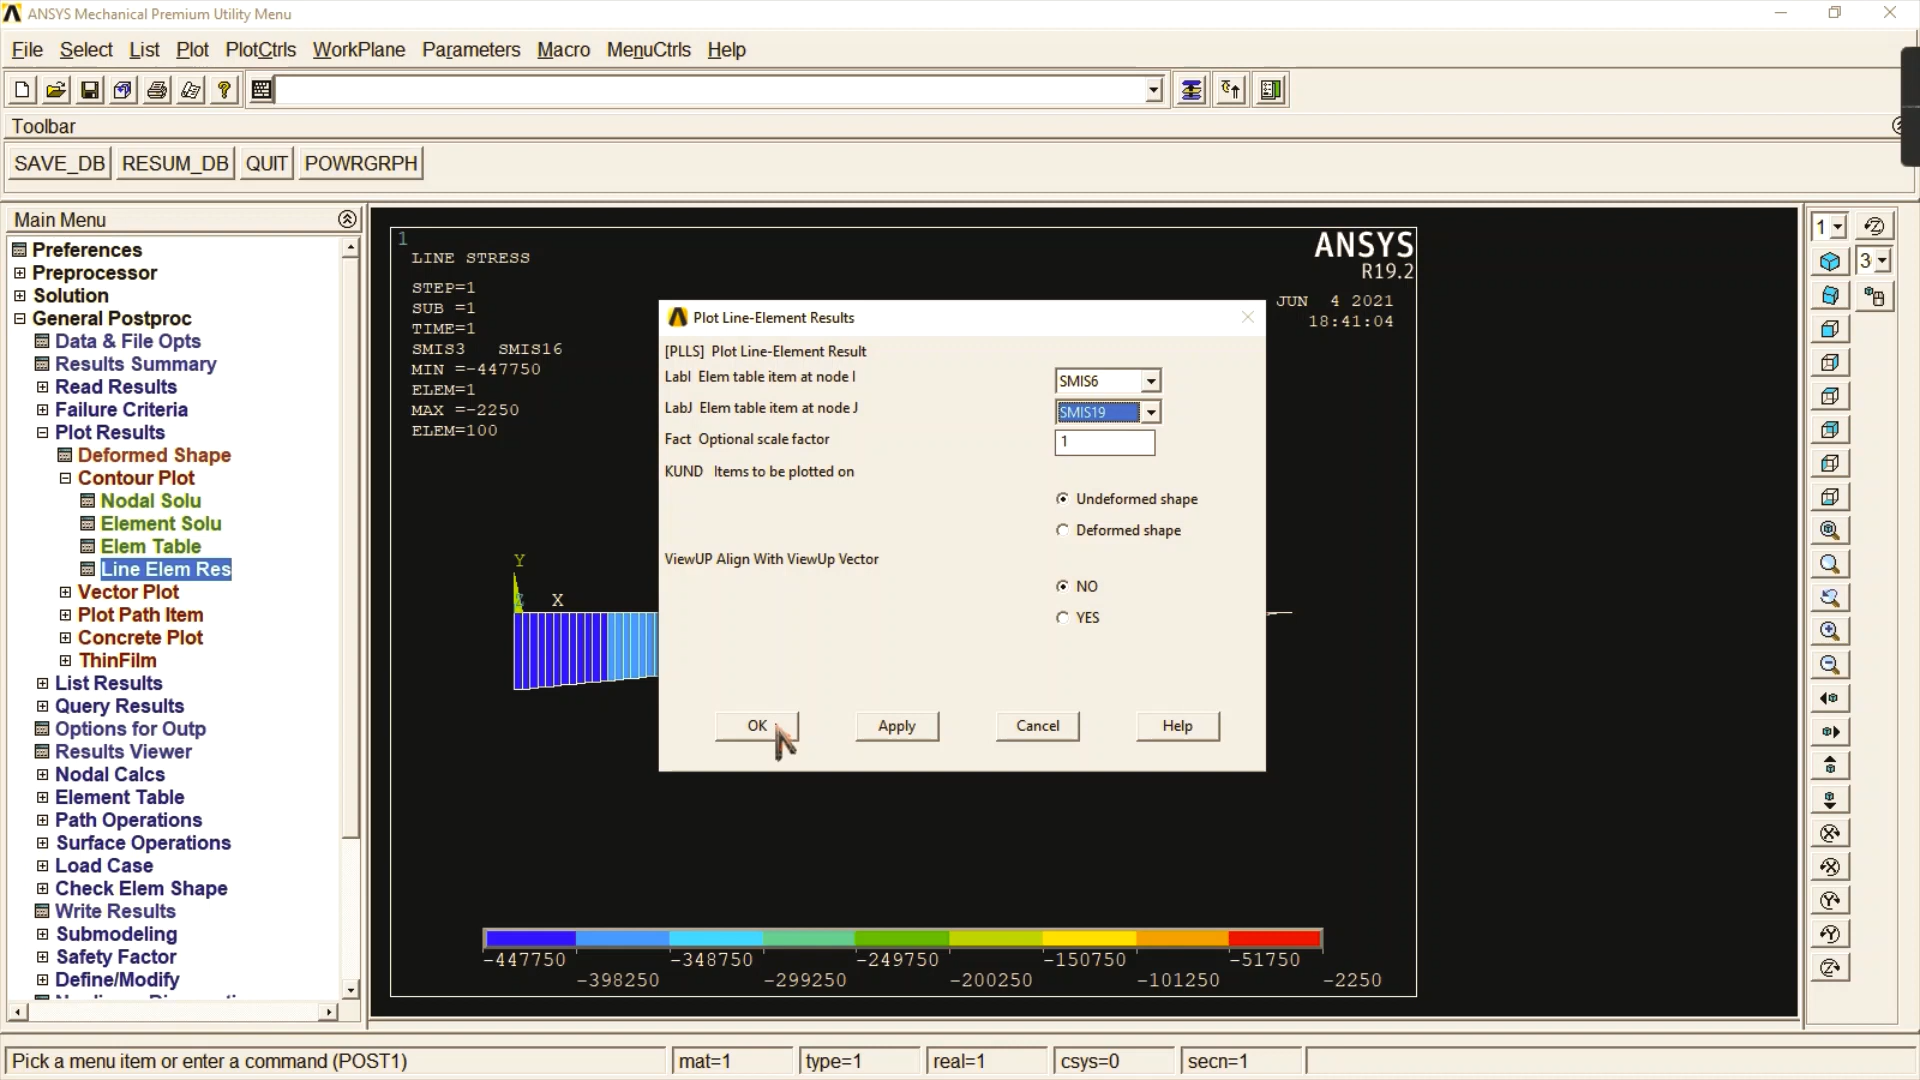 ANSYS Mechanical Premium Utility Menu
File Select List Plot PlotCtrls WorkPlane Parameters Macro MenuCtrls Help
Toolbar
SAVE_DB RESUM_DB QUIT POWRGRPH
Main Menu
Preferences
Preprocessor
Solution
General Postproc
Data & File Opts
Results Summary
Read Results
Failure Criteria
Plot Results
Deformed Shape
Contour Plot
Nodal Solu
Element Solu
Elem Table
Line Elem Res
Vector Plot
Plot Path Item
Concrete Plot
ThinFilm
List Results
Query Results
Options for Outp
Results Viewer
Nodal Calcs
Element Table
Path Operations
Surface Operations
Load Case
Check Elem Shape
Write Results
Submodeling
Safety Factor
Define/Modify
1
LINE STRESS
STEP=1
SUB =1
TIME=1
SMIS3 SMIS16
MIN =-447750
ELEM=1
MAX =-2250
ELEM=100
ANSYS
R19.2
JUN 4 2021
18:41:04
Y
X
Plot Line-Element Results
[PLLS] Plot Line-Element Result
LabI Elem table item at node I
SMIS6
LabJ Elem table item at node J
SMIS19
Fact Optional scale factor
1
KUND Items to be plotted on
Undeformed shape
Deformed shape
ViewUP Align With ViewUp Vector
NO
YES
OK Apply Cancel Help
-447750 -348750 -249750 -150750 -51750
-398250 -299250 -200250 -101250 -2250
1
3
Pick a menu item or enter a command (POST1) mat=1 type=1 real=1 csys=0 secn=1